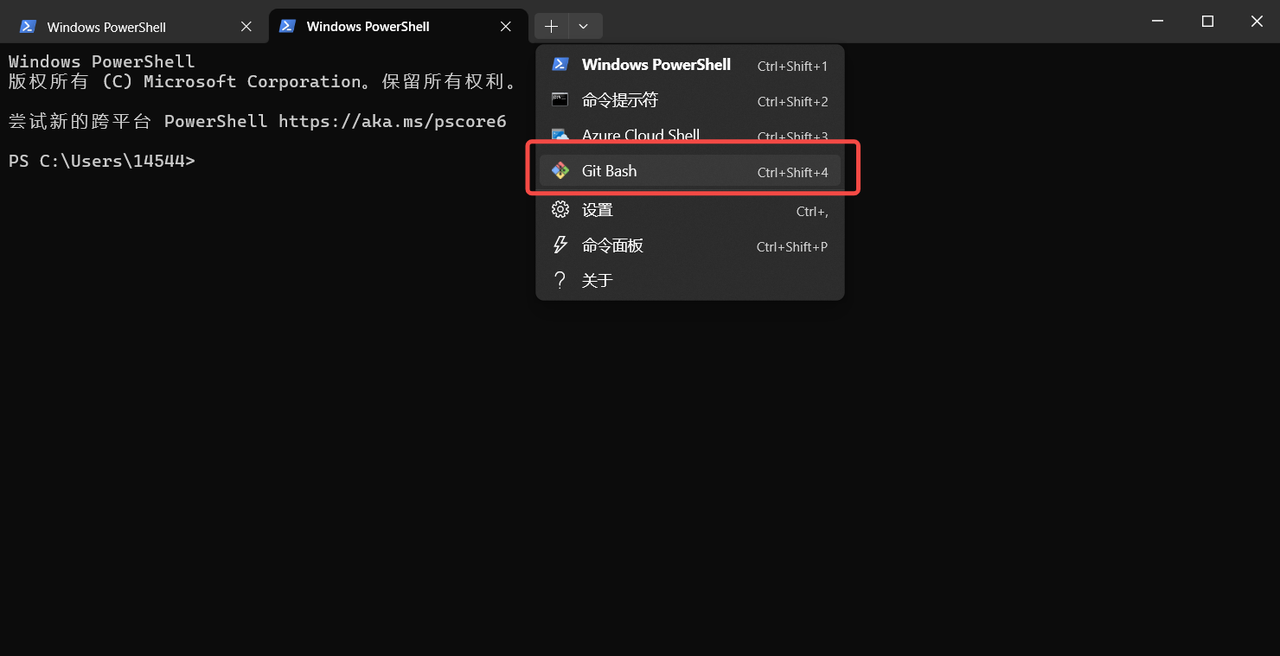 Windows PowerShell
Windows PowerShell
Windows PowerShell
版权所有 (C) Microsoft Corporation。保留所有权利。
尝试新的跨平台 PowerShell https://aka.ms/pscore6
PS C:\Users\14544>
Windows PowerShell Ctrl+Shift+1
命令提示符 Ctrl+Shift+2
Azure Cloud Shell Ctrl+Shift+3
Git Bash Ctrl+Shift+4
设置 Ctrl+,
命令面板 Ctrl+Shift+P
关于